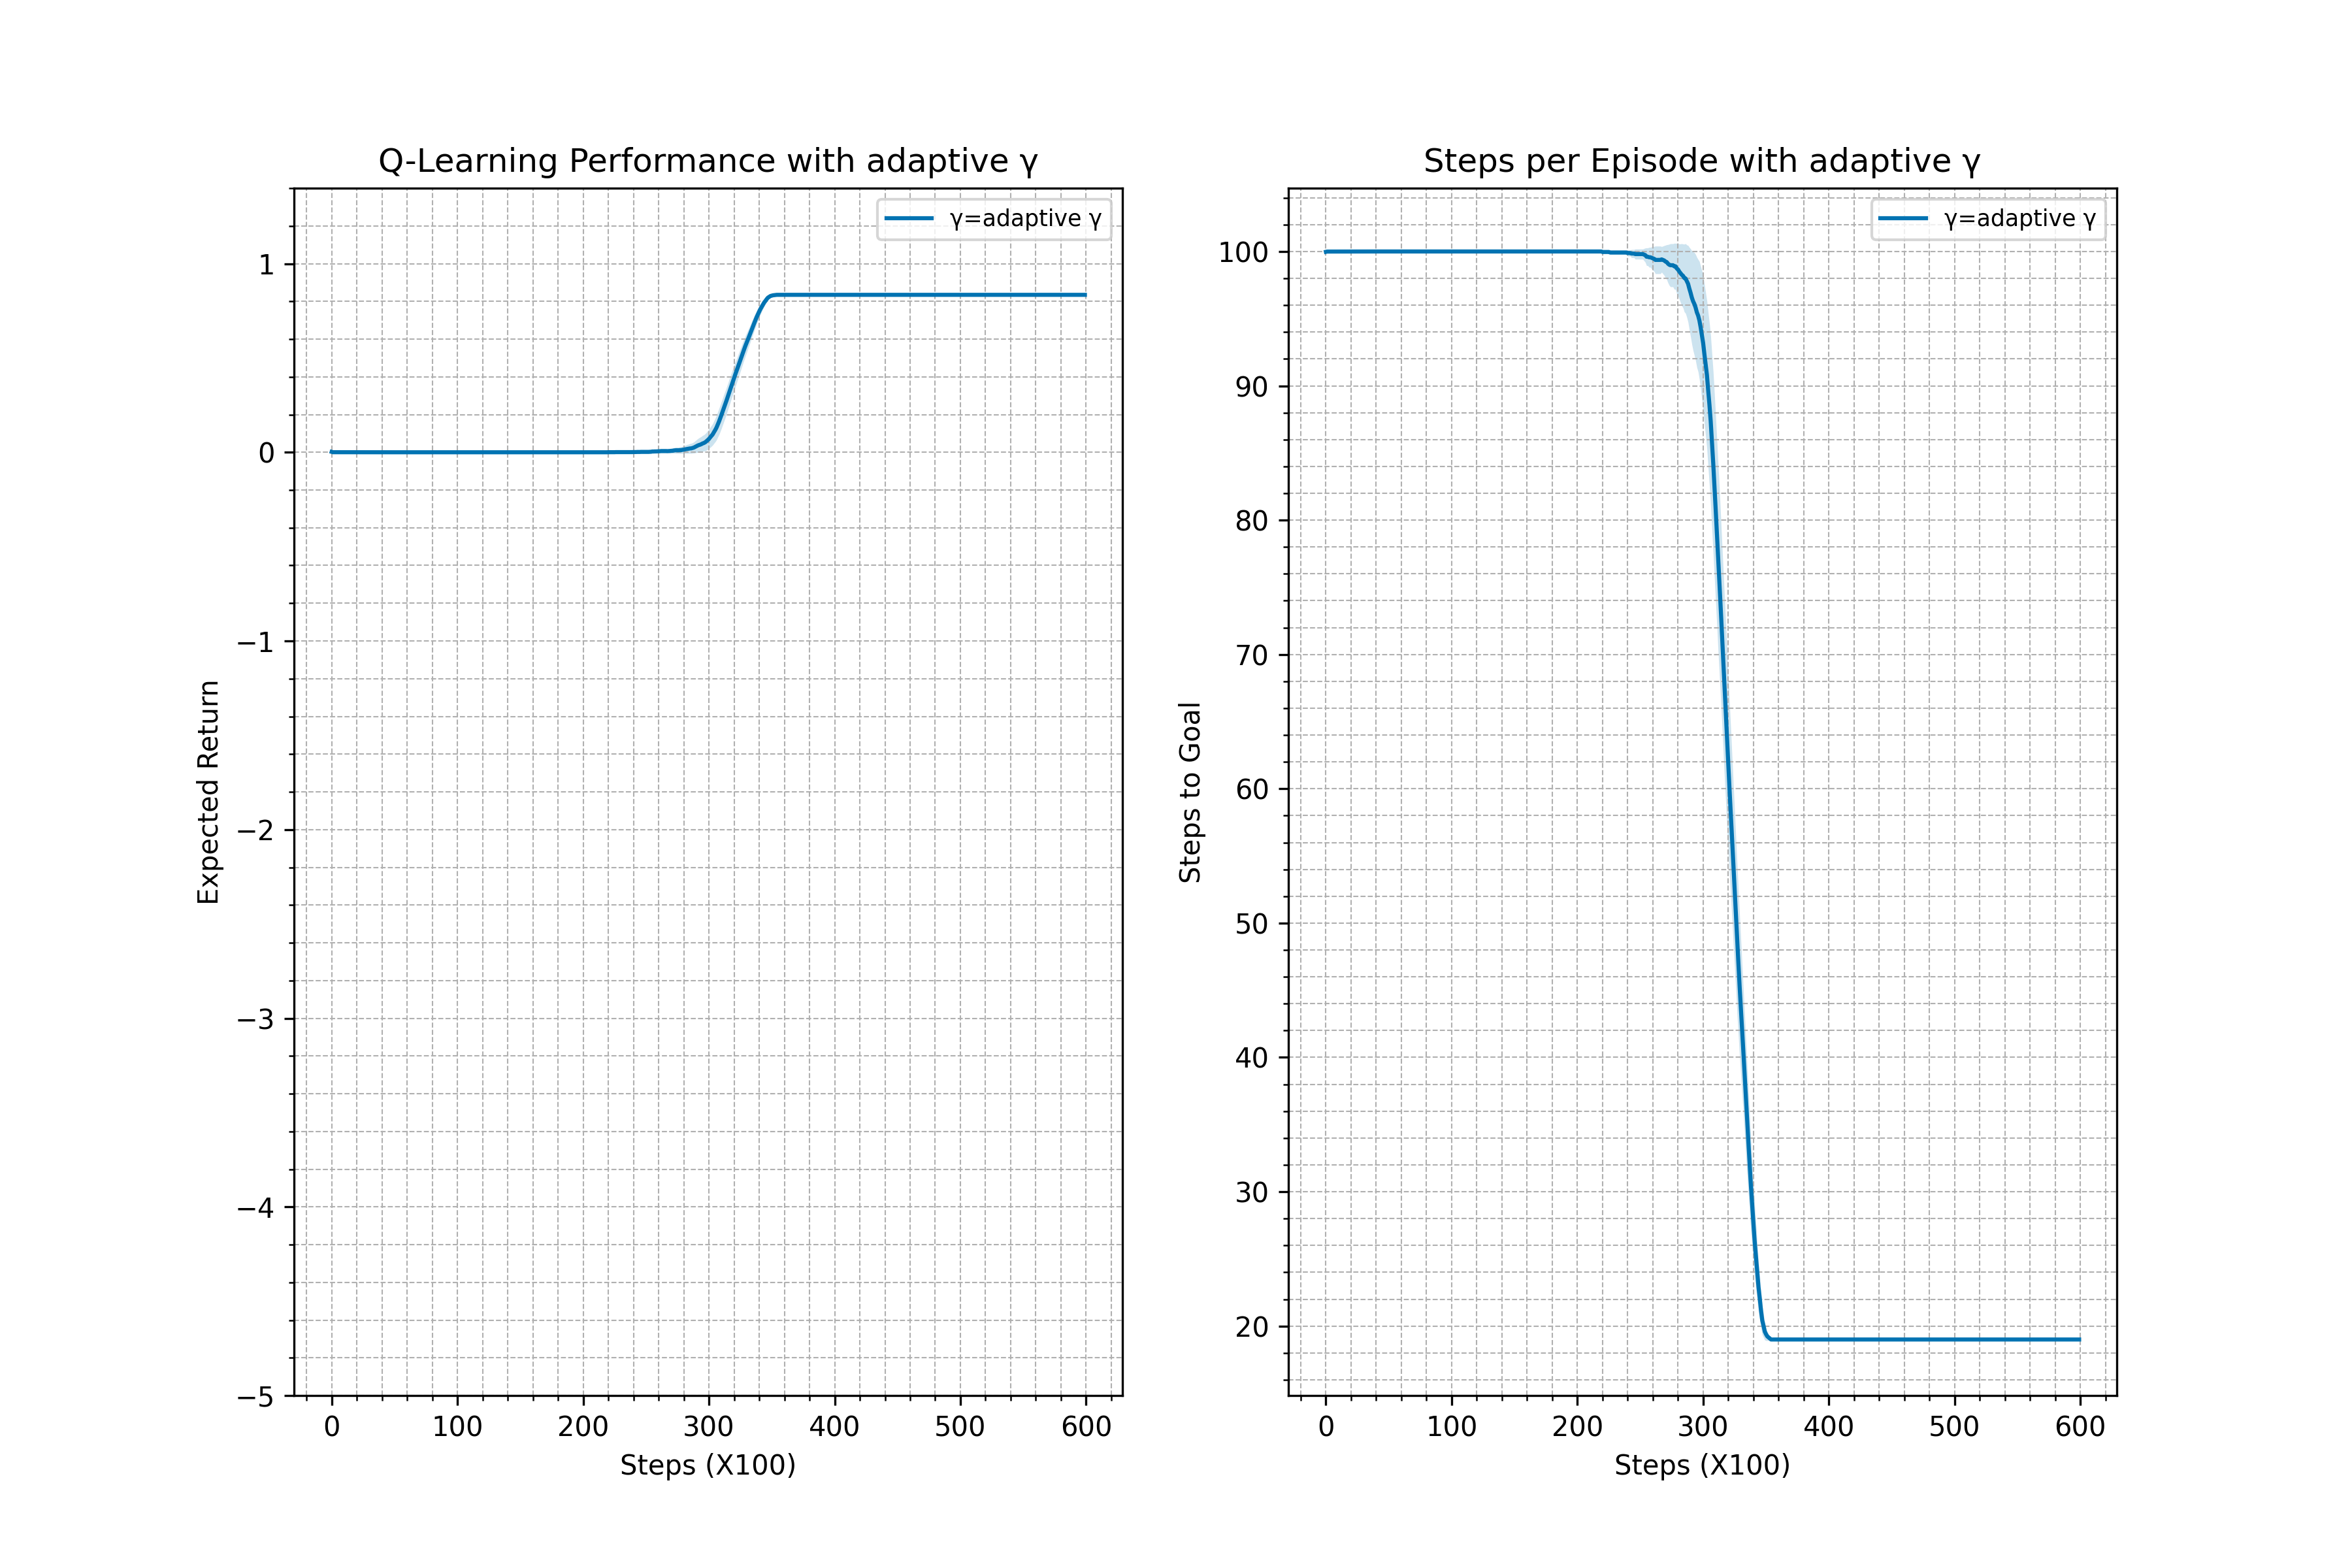 Q-Learning Performance with adaptive γ
γ=adaptive γ
1
0
−1
−2
−3
−4
−5
Expected Return
0 100 200 300 400 500 600
Steps (X100)
Steps per Episode with adaptive γ
γ=adaptive γ
100
90
80
70
60
50
40
30
20
Steps to Goal
0 100 200 300 400 500 600
Steps (X100)